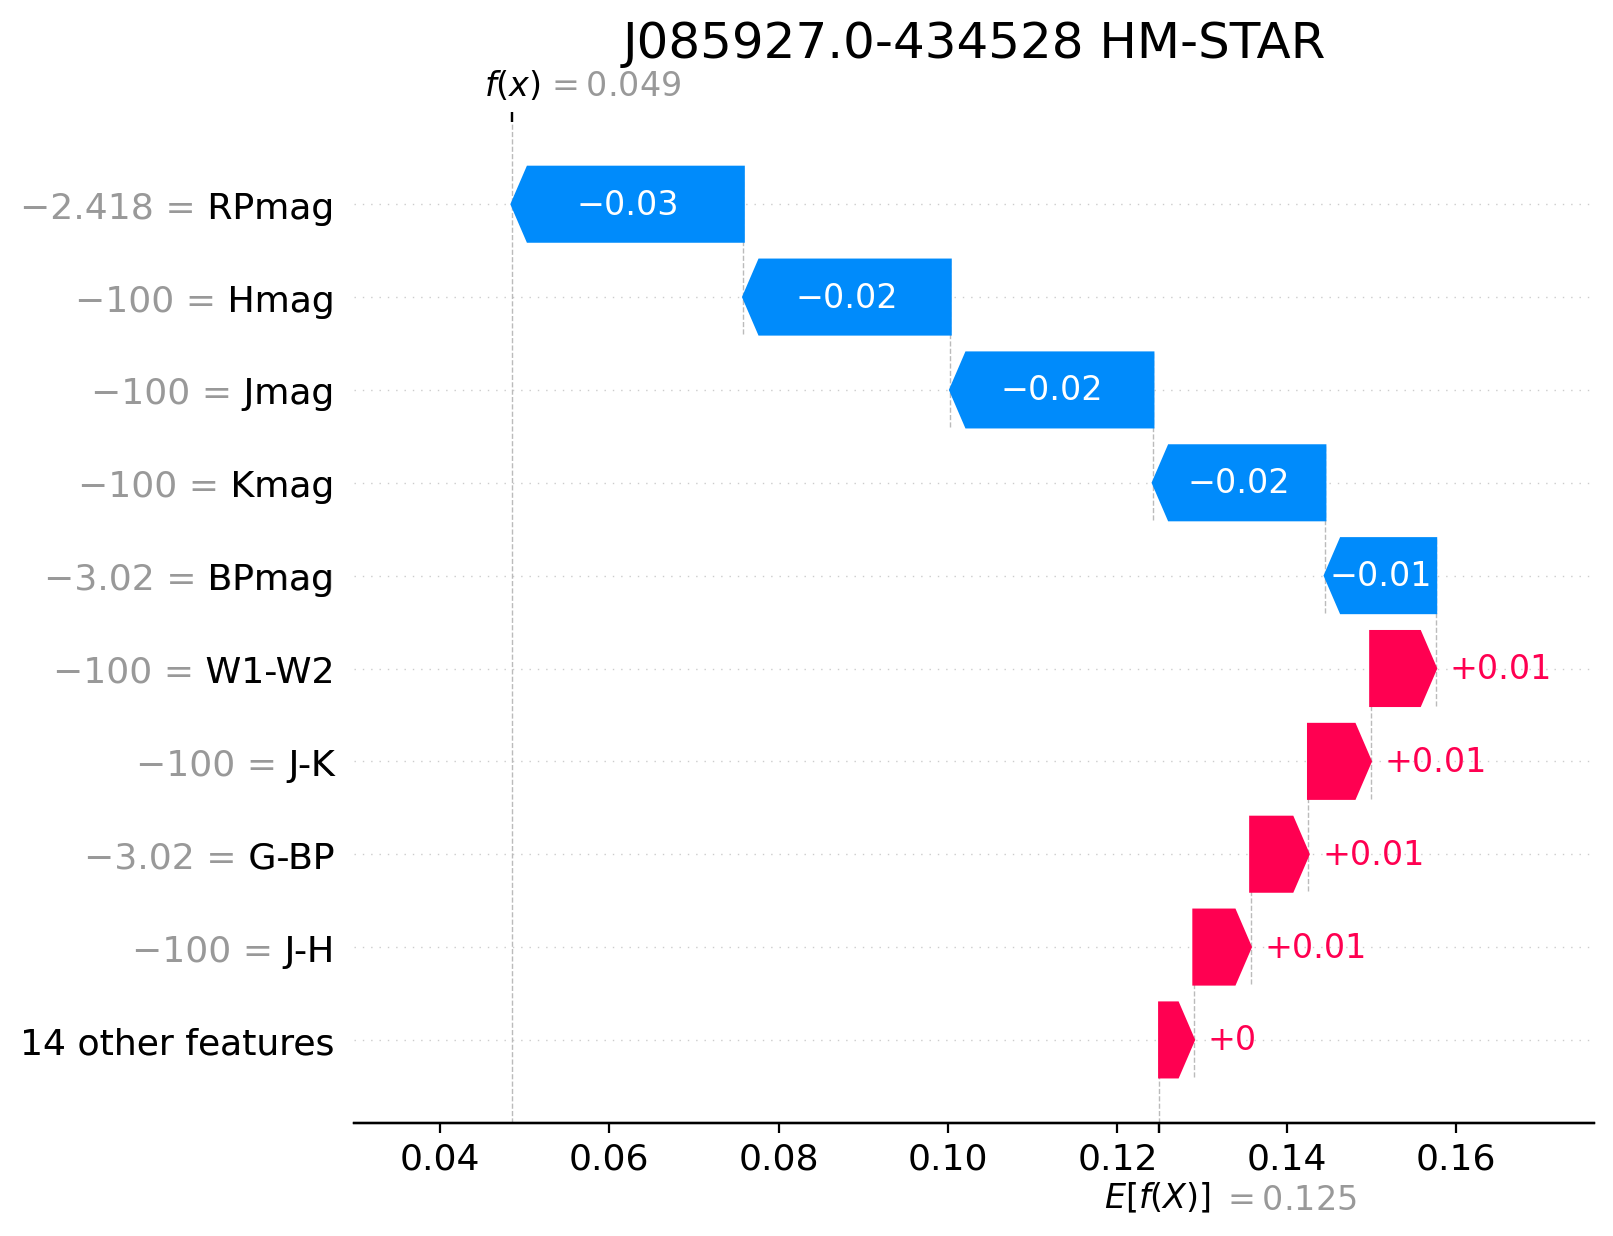 J085927.0-434528 HM-STAR
f(x) = 0.049
−2.418 = RPmag −0.03
−100 = Hmag −0.02
−100 = Jmag −0.02
−100 = Kmag −0.02
−3.02 = BPmag −0.01
−100 = W1-W2 +0.01
−100 = J-K +0.01
−3.02 = G-BP +0.01
−100 = J-H +0.01
14 other features +0
0.04 0.06 0.08 0.10 0.12 0.14 0.16
E[f(X)] = 0.125